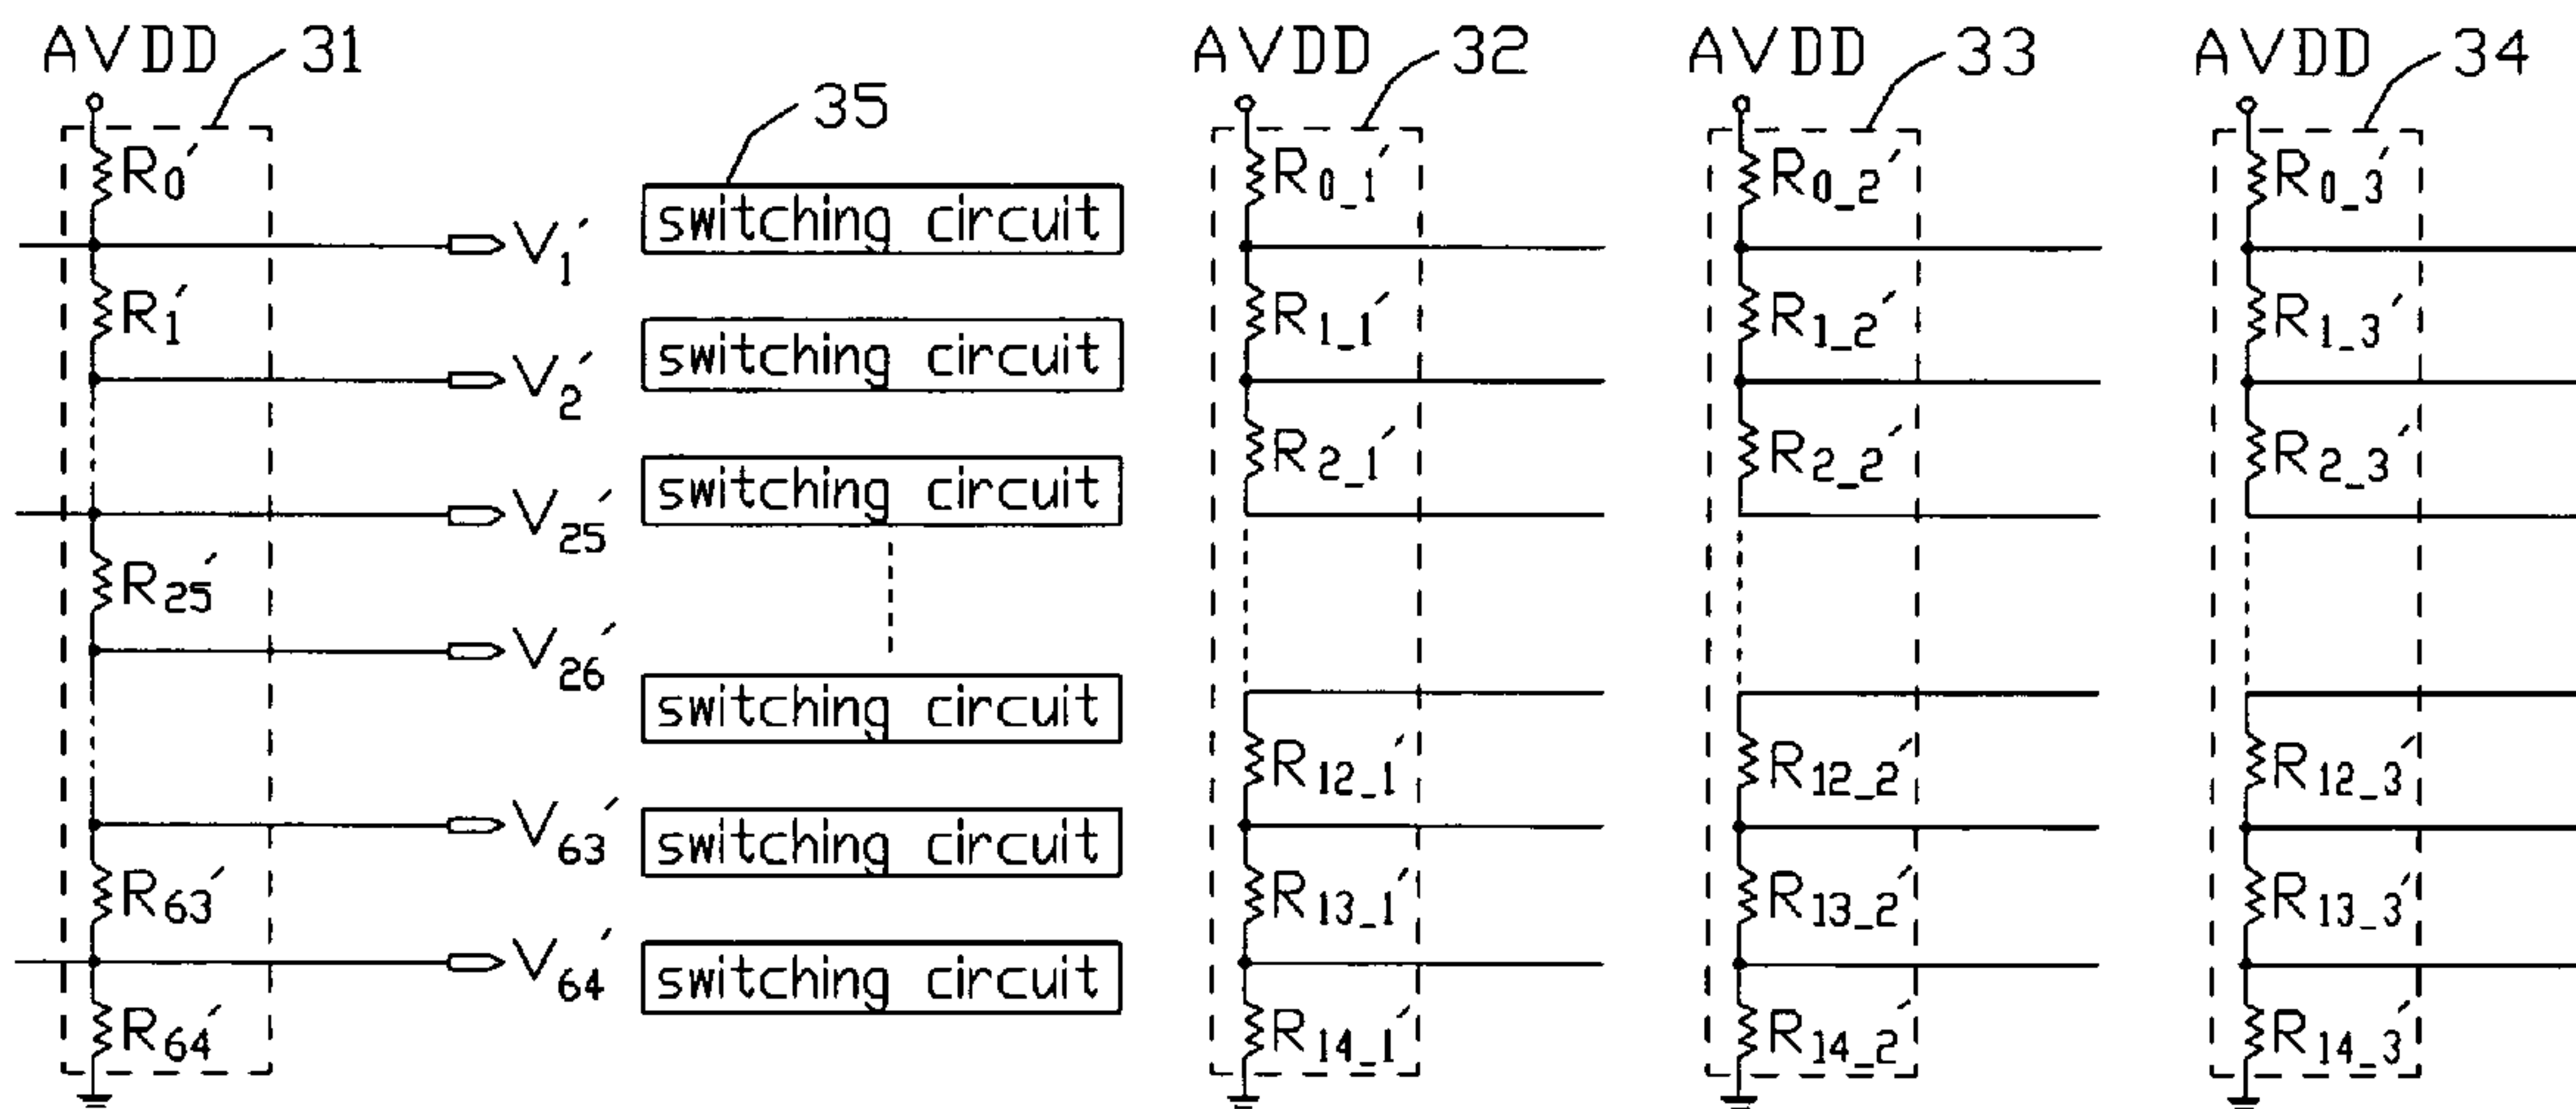 AVDD 31
R0′
V1′
R1′
V2′
V25′
R25′
V26′
V63′
R63′
V64′
R64′
35
switching circuit
switching circuit
switching circuit
switching circuit
switching circuit
switching circuit
AVDD 32
R0_1′
R1_1′
R2_1′
R12_1′
R13_1′
R14_1′
AVDD 33
R0_2′
R1_2′
R2_2′
R12_2′
R13_2′
R14_2′
AVDD 34
R0_3′
R1_3′
R2_3′
R12_3′
R13_3′
R14_3′